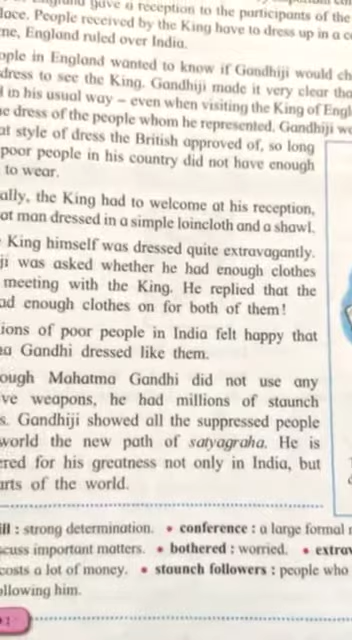 gave a reception to the participants of the
lace. People received by the King have to dress up in a
me, England ruled over India.
ople in England wanted to know if Gandhiji would ch
dress to see the King. Gandhiji made it very clear tha
l in his usual way – even when visiting the King of Engl
e dress of the people whom he represented. Gandhiji wo
at style of dress the British approved of, so long
poor people in his country did not have enough
to wear.
ally, the King had to welcome at his reception,
at man dressed in a simple loincloth and a shawl.
King himself was dressed quite extravagantly.
ji was asked whether he had enough clothes
meeting with the King. He replied that the
ad enough clothes on for both of them!
ions of poor people in India felt happy that
a Gandhi dressed like them.
ough Mahatma Gandhi did not use any
ve weapons, he had millions of staunch
s. Gandhiji showed all the suppressed people
world the new path of satyagraha. He is
ered for his greatness not only in India, but
arts of the world.
ill : strong determination. • conference : a large formal
scuss important matters. • bothered : worried. • extrav
costs a lot of money. • staunch followers : people who
ollowing him.